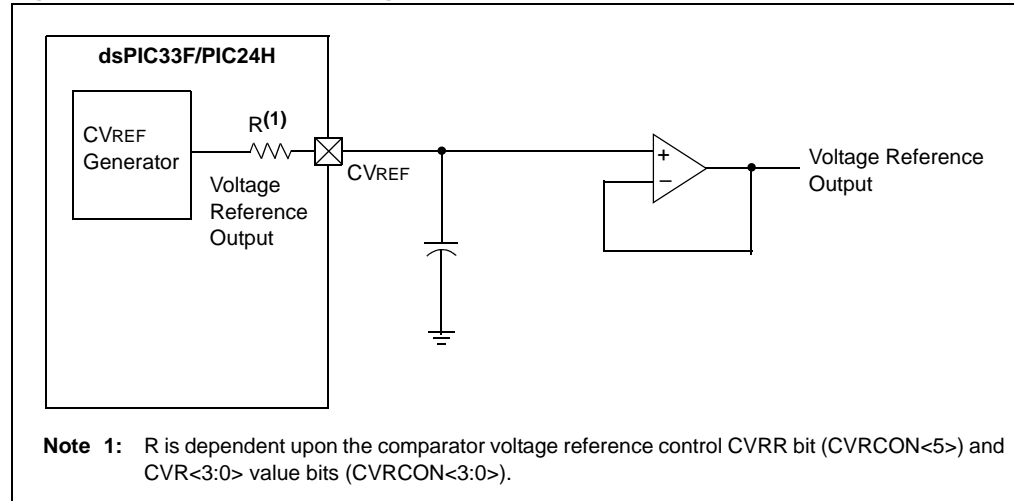 dsPIC33F/PIC24H
CVREF
Generator
R(1)
Voltage
Reference
Output
CVREF
+
–
Voltage Reference
Output
Note 1: R is dependent upon the comparator voltage reference control CVRR bit (CVRCON<5>) and
CVR<3:0> value bits (CVRCON<3:0>).